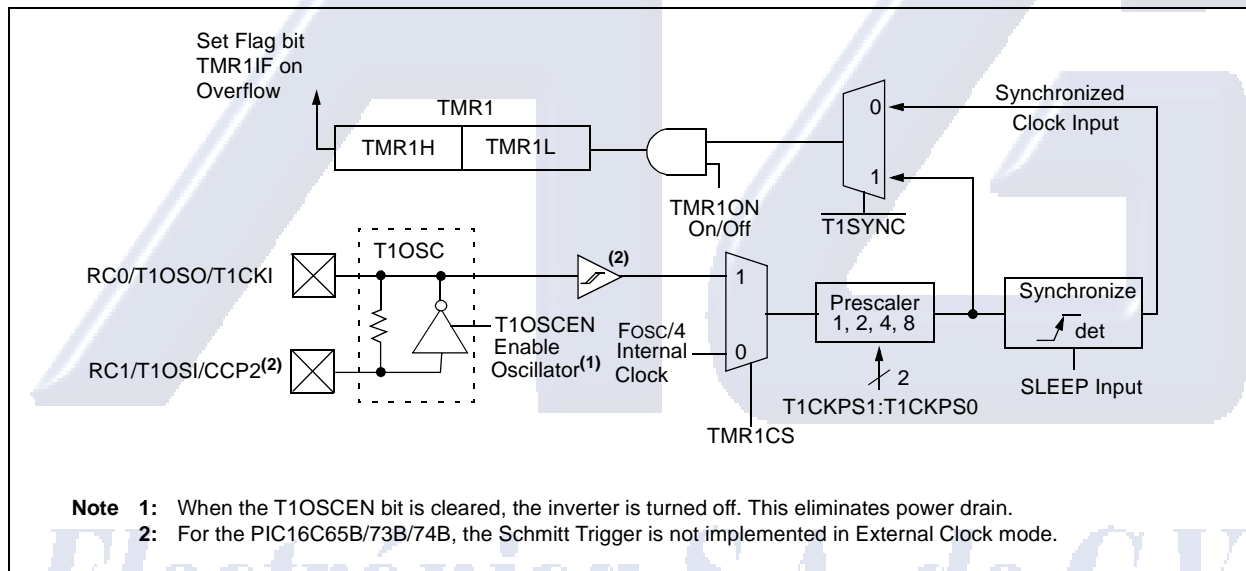 Set Flag bit
TMR1IF on
Overflow
TMR1
TMR1H
TMR1L
TMR1ON
On/Off
0
1
T1SYNC
Synchronized
Clock Input
T1OSC
RC0/T1OSO/T1CKI
(2)
RC1/T1OSI/CCP2(2)
T1OSCEN
Enable
Oscillator(1)
FOSC/4
Internal
Clock
1
0
TMR1CS
Prescaler
1, 2, 4, 8
2
T1CKPS1:T1CKPS0
Synchronize
det
SLEEP Input
Note 1: When the T1OSCEN bit is cleared, the inverter is turned off. This eliminates power drain.
2: For the PIC16C65B/73B/74B, the Schmitt Trigger is not implemented in External Clock mode.